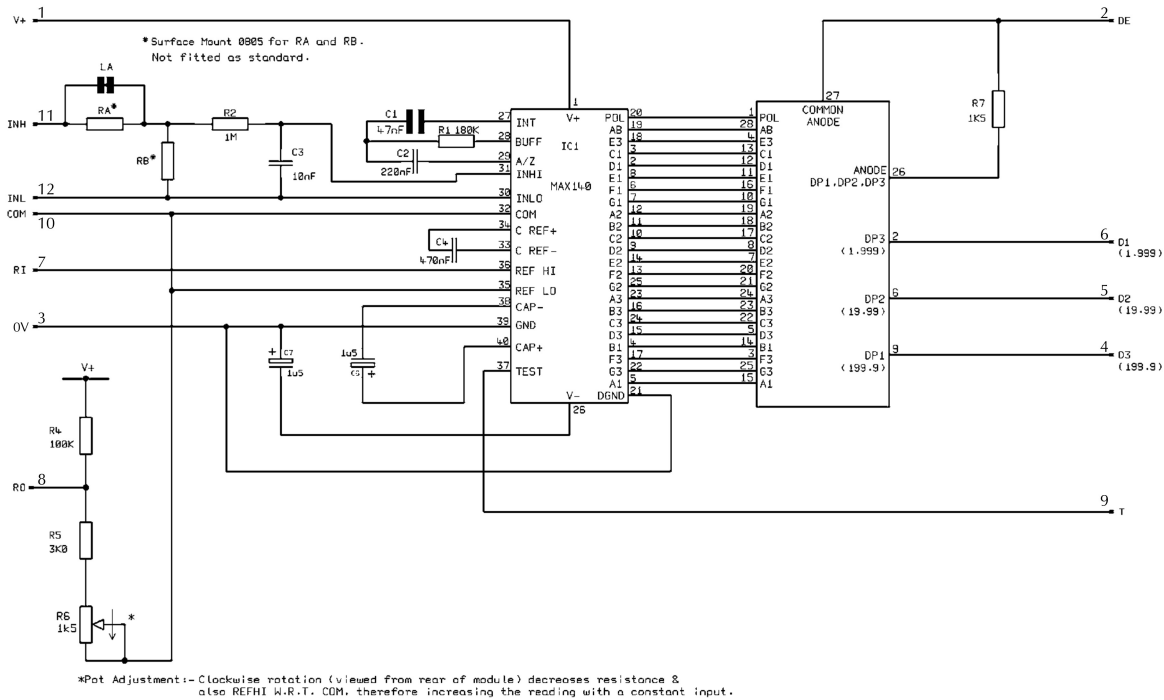 V+ 1
2 DE
*Surface Mount 0805 for RA and RB.
Not fitted as standard.
LA
RA*
INH 11
R2
1M
RB*
C3
10nF
INL 12
COM
10
RI 7
0V 3
C1
47nF
R1 180K
C2
220nF
C4
470nF
+ C7
1u5
1u5
C6 +
1
V+
IC1
MAX140
27 INT
28 BUFF
29 A/Z
31 INHI
30 INLO
32 COM
34 C REF+
33 C REF-
36 REF HI
35 REF LO
38 CAP-
39 GND
40 CAP+
37 TEST
V-
26
POL 20
AB 19
E3 18
C1 3
D1 2
E1 8
F1 6
G1 7
A2 12
B2 11
C2 10
D2 9
E2 14
F2 13
G2 25
A3 23
B3 16
C3 24
D3 15
B1 4
F3 17
G3 22
A1 5
DGND 21
27
COMMON
ANODE
1 POL
28 AB
4 E3
13 C1
12 D1
11 E1
16 F1
10 G1
19 A2
18 B2
17 C2
8 D2
7 E2
20 F2
21 G2
24 A3
23 B3
22 C3
5 D3
14 B1
3 F3
25 G3
15 A1
R7
1K5
ANODE 26
DP1,DP2,DP3
DP3 2
(1.999)
DP2 6
(19.99)
DP1 9
(199.9)
6 D1
(1.999)
5 D2
(19.99)
4 D3
(199.9)
9 T
V+
R4
100K
RO 8
R5
3K0
R6
1k5
*
*Pot Adjustment:- Clockwise rotation (viewed from rear of module) decreases resistance &
also REFHI W.R.T. COM, therefore increasing the reading with a constant input.